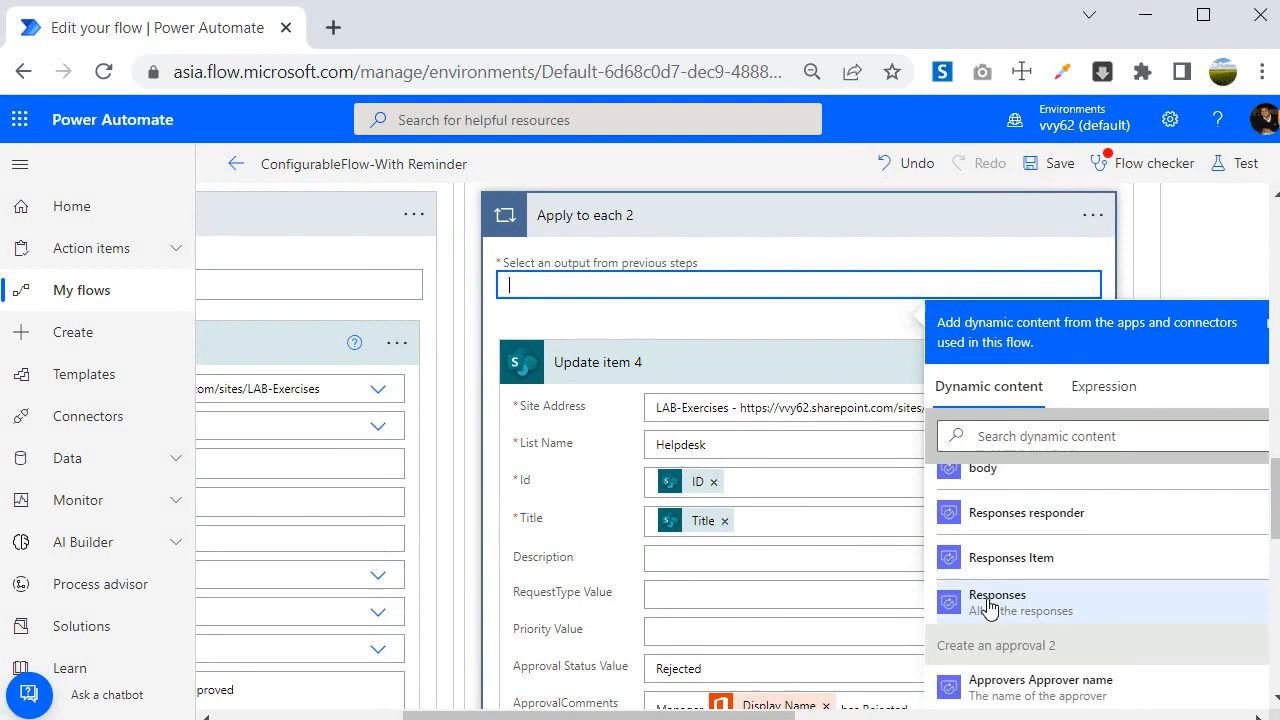 Edit your flow | Power Automate
asia.flow.microsoft.com/manage/environments/Default-6d68c0d7-dec9-4888...
Power Automate
Search for helpful resources
Environments
vvy62 (default)
ConfigurableFlow-With Reminder
Undo
Redo
Save
Flow checker
Test
Home
Action items
My flows
Create
Templates
Connectors
Data
Monitor
AI Builder
Process advisor
Solutions
Learn
Ask a chatbot
com/sites/LAB-Exercises
proved
Apply to each 2
* Select an output from previous steps
Update item 4
* Site Address
LAB-Exercises - https://vvy62.sharepoint.com/sites/
* List Name
Helpdesk
* Id
ID
* Title
Title
Description
RequestType Value
Priority Value
Approval Status Value
Rejected
ApprovalComments
Manager Display Name has Rejected
Add dynamic content from the apps and connectors
used in this flow.
Dynamic content
Expression
Search dynamic content
body
Responses responder
Responses Item
Responses
the responses
Create an approval 2
Approvers Approver name
The name of the approver